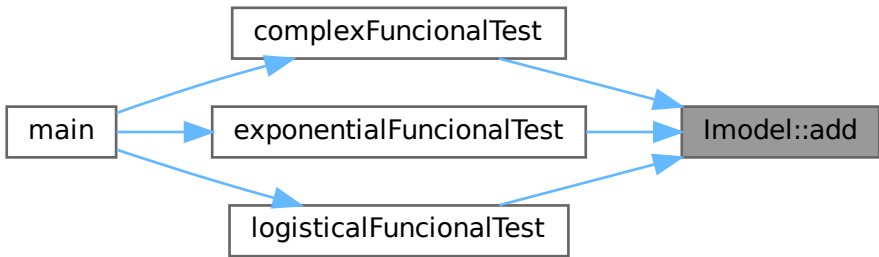 complexFuncionalTest
main
exponentialFuncionalTest
Imodel::add
logisticalFuncionalTest